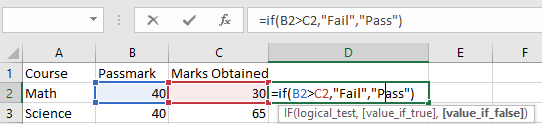 =if(B2>C2,"Fail","Pass")
A B C D E F
1 Course Passmark Marks Obtained
2 Math 40 30 =if(B2>C2,"Fail","Pass")
3 Science 40 65 IF(logical_test, [value_if_true], [value_if_false])